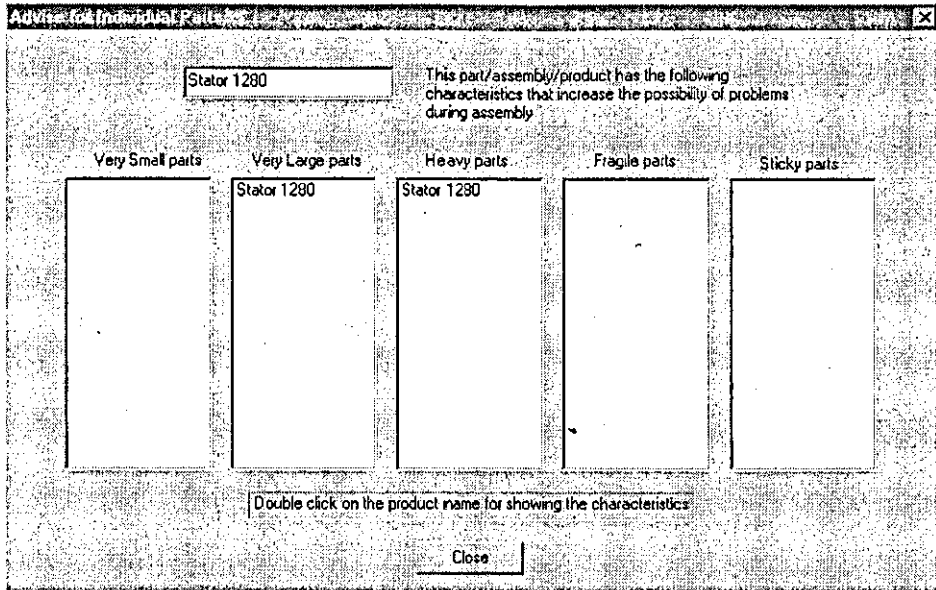 Advise for Individual Parts
Stator 1280
This part/assembly/product has the following
characteristics that increase the possibility of problems
during assembly
Very Small parts
Very Large parts
Heavy parts
Fragile parts
Sticky parts
Stator 1280
Stator 1280
Double click on the product name for showing the characteristics
Close